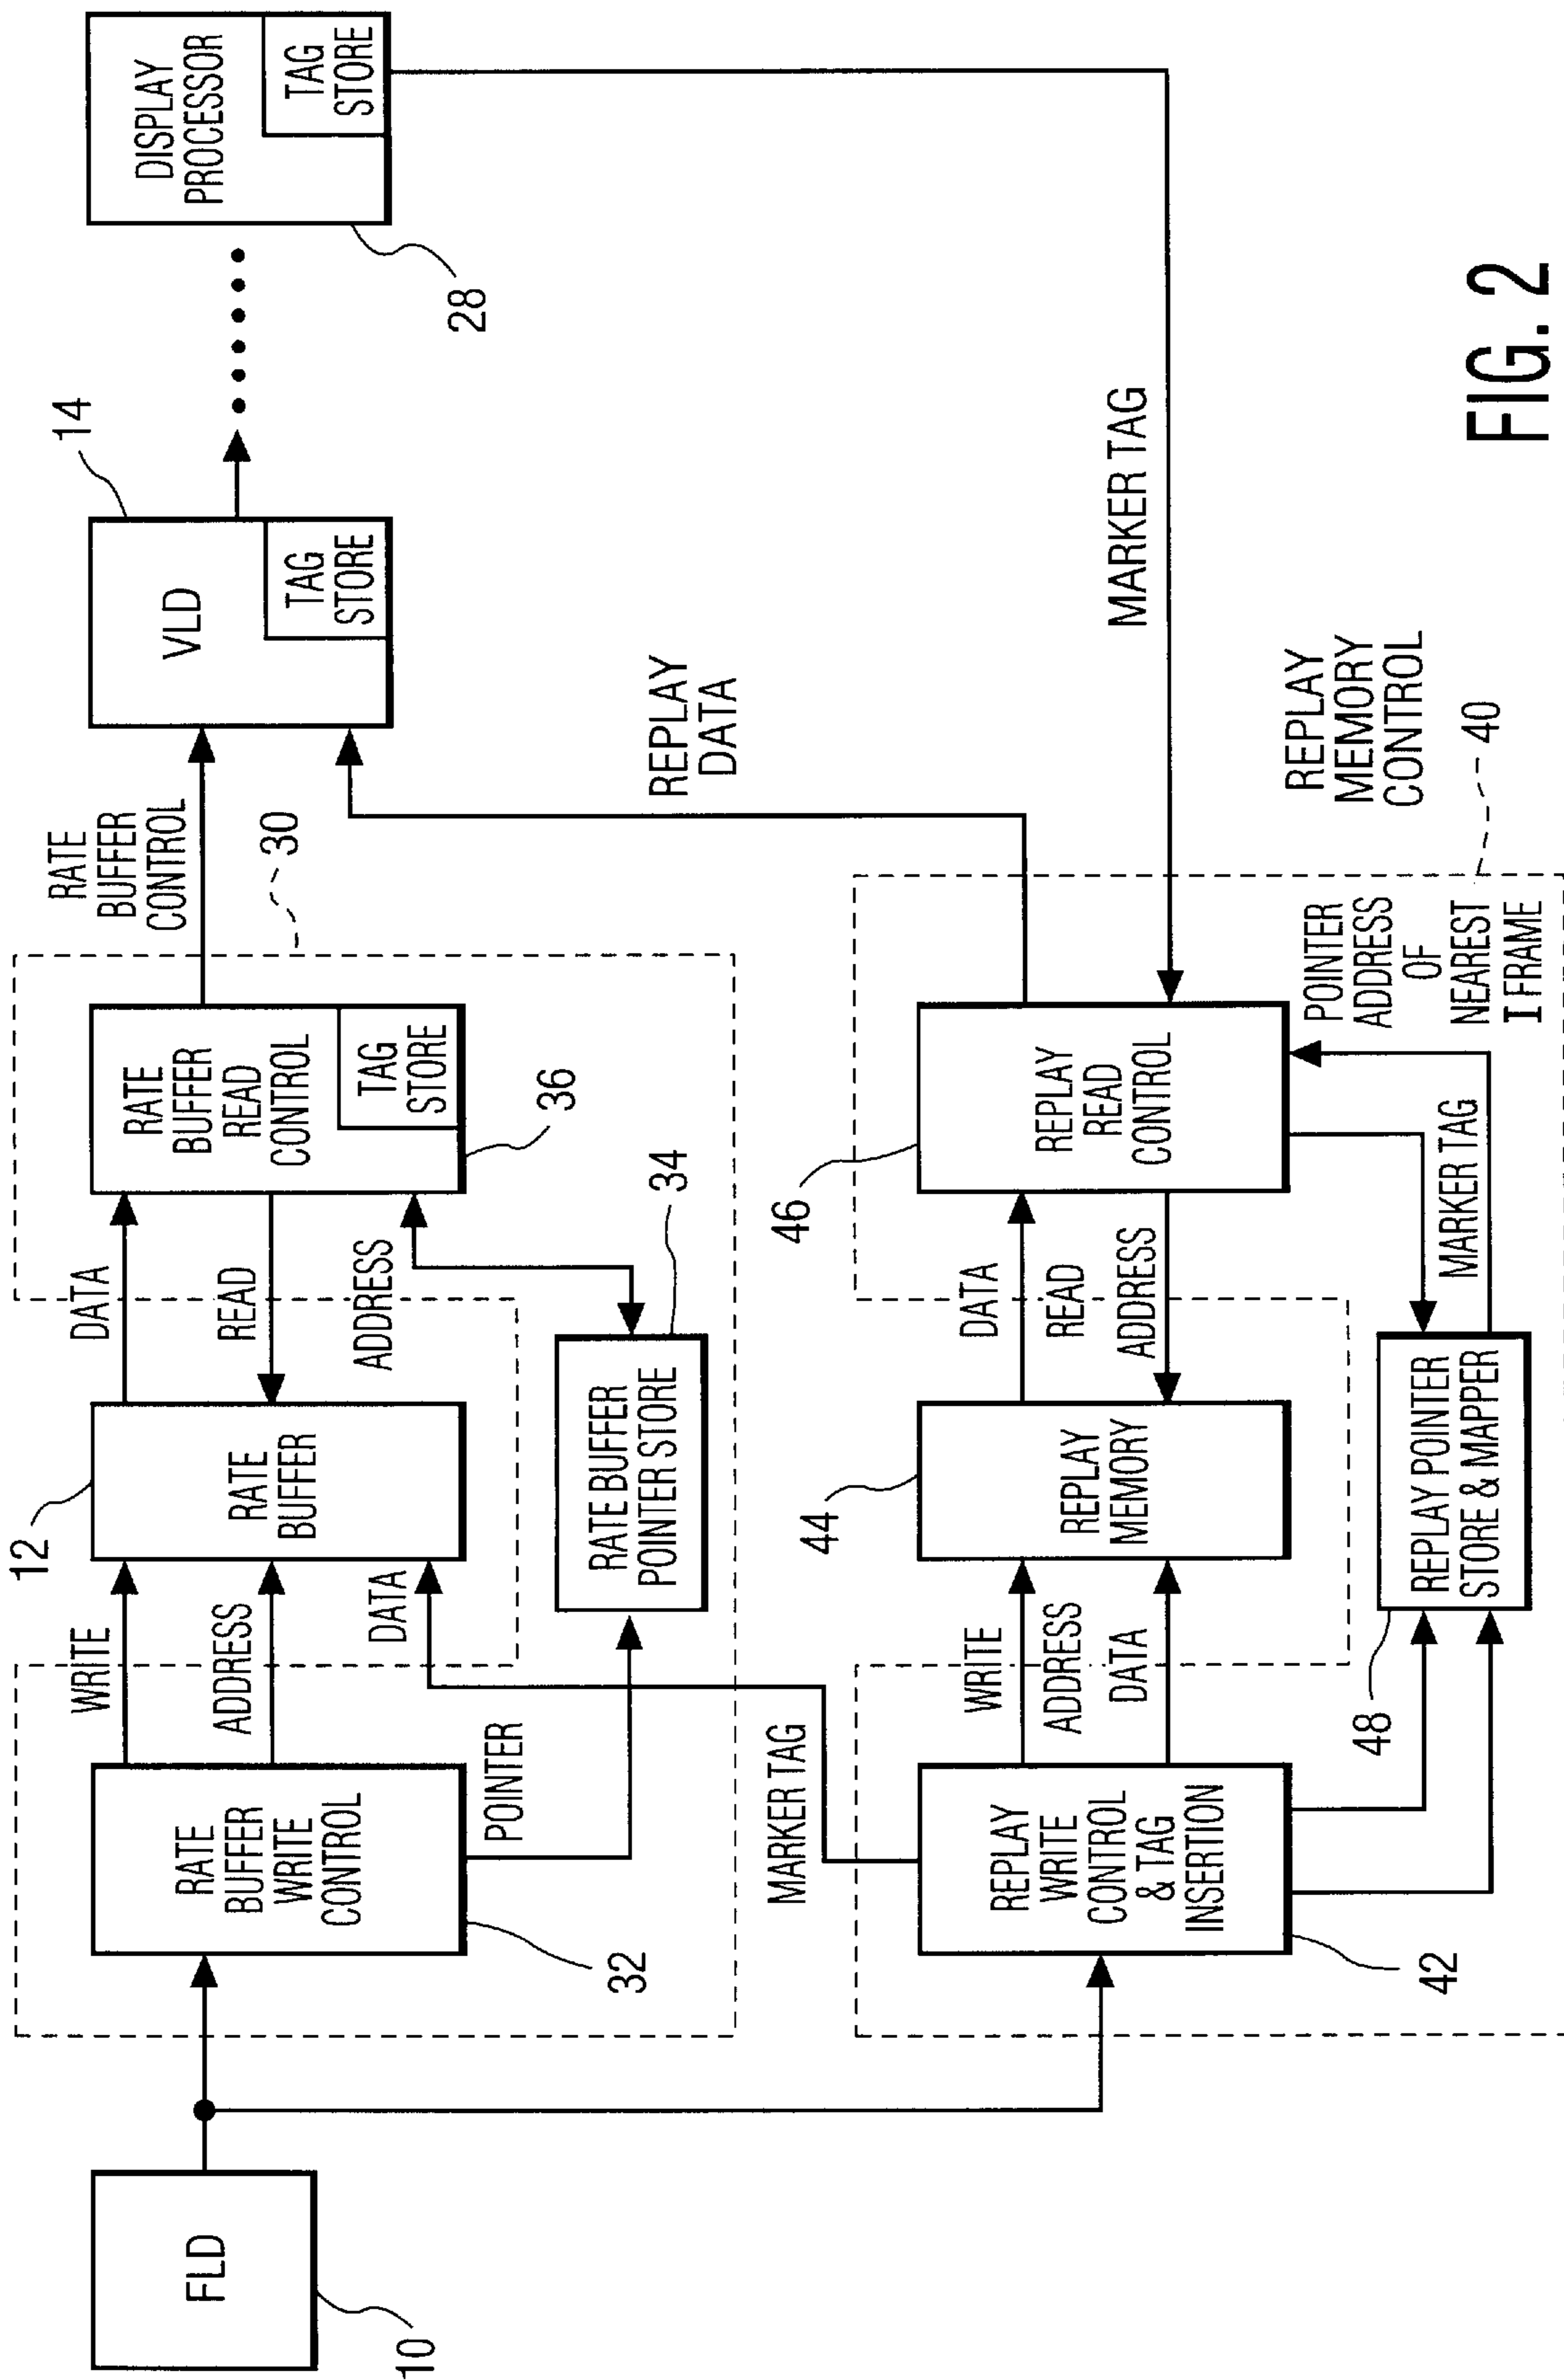 FLD
10
RATE
BUFFER
WRITE
CONTROL
32
WRITE
ADDRESS
DATA
POINTER
12
RATE
BUFFER
RATE BUFFER
POINTER STORE
34
DATA
READ
ADDRESS
RATE
BUFFER
READ
CONTROL
TAG
STORE
36
30
RATE
BUFFER
CONTROL
14
VLD
TAG
STORE
DISPLAY
PROCESSOR
TAG
STORE
28
MARKER TAG
REPLAY
WRITE
CONTROL
& TAG
INSERTION
42
WRITE
ADDRESS
DATA
44
REPLAY
MEMORY
48
REPLAY POINTER
STORE & MAPPER
DATA
READ
ADDRESS
46
REPLAY
READ
CONTROL
MARKER TAG
POINTER
ADDRESS
OF
NEAREST
I FRAME
REPLAY
DATA
REPLAY
MEMORY
CONTROL
40
MARKER TAG
FIG. 2